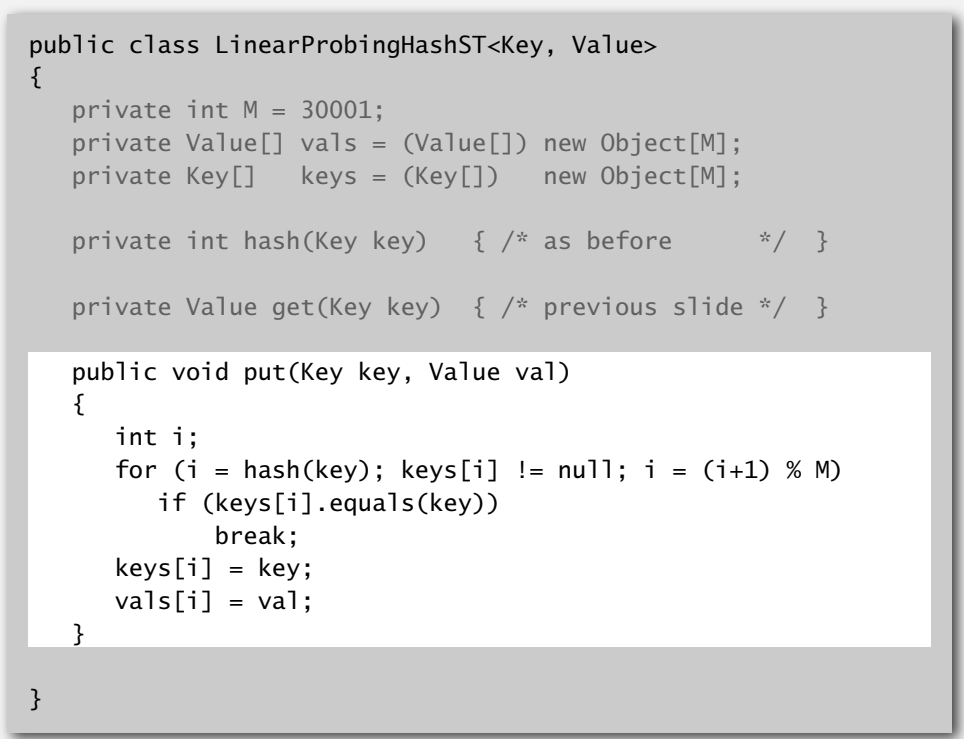 public class LinearProbingHashST<Key, Value>
{
   private int M = 30001;
   private Value[] vals = (Value[]) new Object[M];
   private Key[]   keys = (Key[])   new Object[M];

   private int hash(Key key)   { /* as before      */  }

   private Value get(Key key)  { /* previous slide */  }

   public void put(Key key, Value val)
   {
      int i;
      for (i = hash(key); keys[i] != null; i = (i+1) % M)
         if (keys[i].equals(key))
             break;
      keys[i] = key;
      vals[i] = val;
   }

}